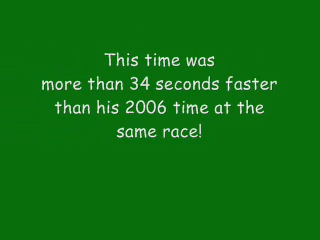 This time was
more than 34 seconds faster
than his 2006 time at the
same race!